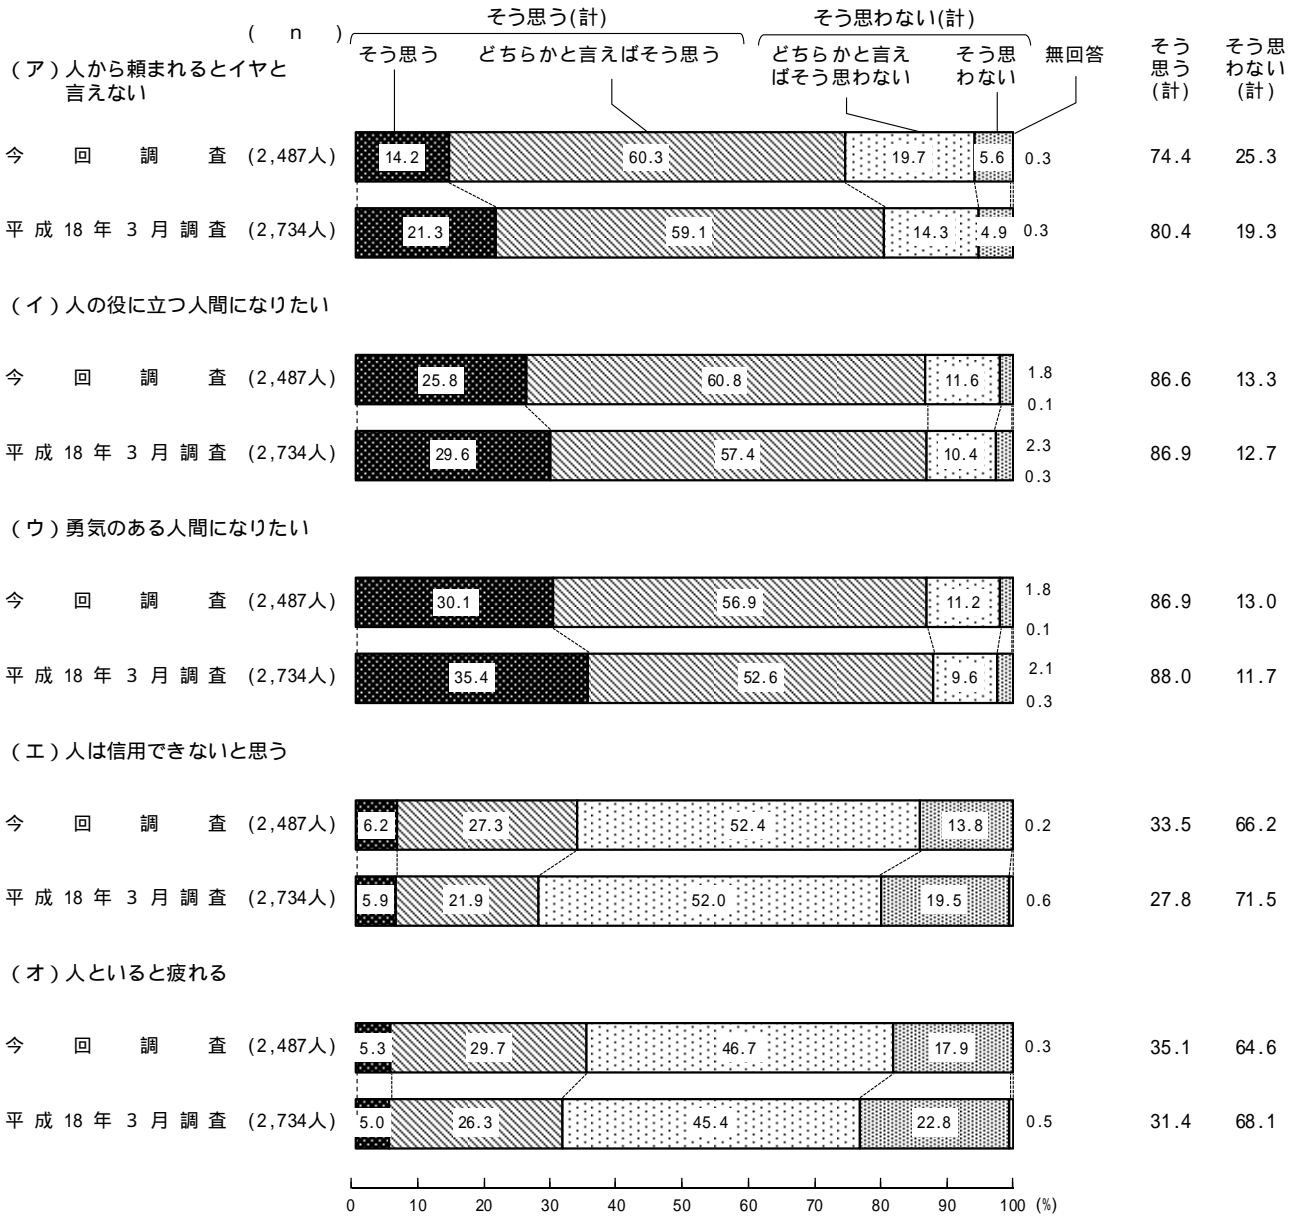 そう思う(計) そう思わない(計)
( n )
そう思う どちらかと言えばそう思う どちらかと言え そう思 無回答 そう そう思
ばそう思わない わない 思う わない
(計) (計)
(ア)人から頼まれるとイヤと
言えない
今回調査 (2,487人) 14.2 60.3 19.7 5.6 0.3 74.4 25.3
平成18年3月調査 (2,734人) 21.3 59.1 14.3 4.9 0.3 80.4 19.3
(イ)人の役に立つ人間になりたい
今回調査 (2,487人) 25.8 60.8 11.6 1.8 0.1 86.6 13.3
平成18年3月調査 (2,734人) 29.6 57.4 10.4 2.3 0.3 86.9 12.7
(ウ)勇気のある人間になりたい
今回調査 (2,487人) 30.1 56.9 11.2 1.8 0.1 86.9 13.0
平成18年3月調査 (2,734人) 35.4 52.6 9.6 2.1 0.3 88.0 11.7
(エ)人は信用できないと思う
今回調査 (2,487人) 6.2 27.3 52.4 13.8 0.2 33.5 66.2
平成18年3月調査 (2,734人) 5.9 21.9 52.0 19.5 0.6 27.8 71.5
(オ)人といると疲れる
今回調査 (2,487人) 5.3 29.7 46.7 17.9 0.3 35.1 64.6
平成18年3月調査 (2,734人) 5.0 26.3 45.4 22.8 0.5 31.4 68.1
0 10 20 30 40 50 60 70 80 90 100 (%)